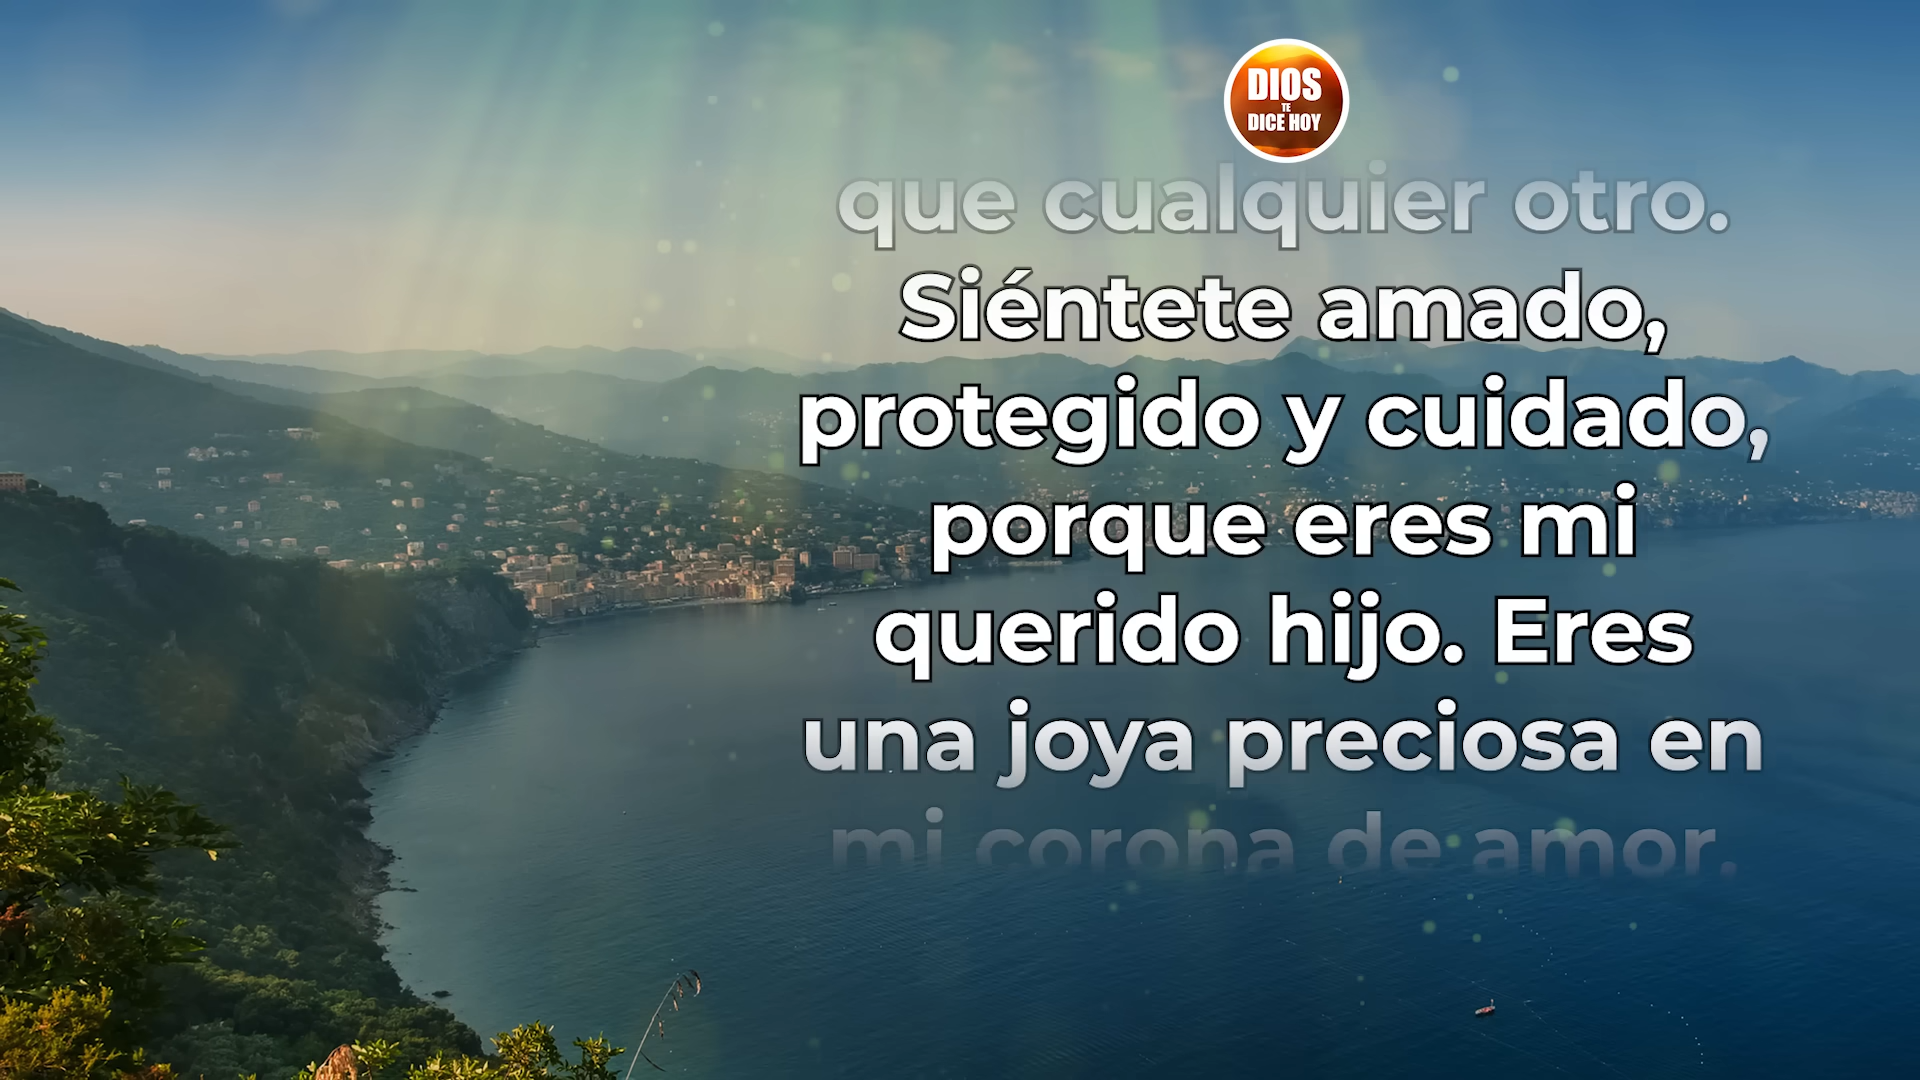 DIOS
TE
DICE HOY
que cualquier otro.
Siéntete amado,
protegido y cuidado,
porque eres mi
querido hijo. Eres
una joya preciosa en
mi corona de amor.